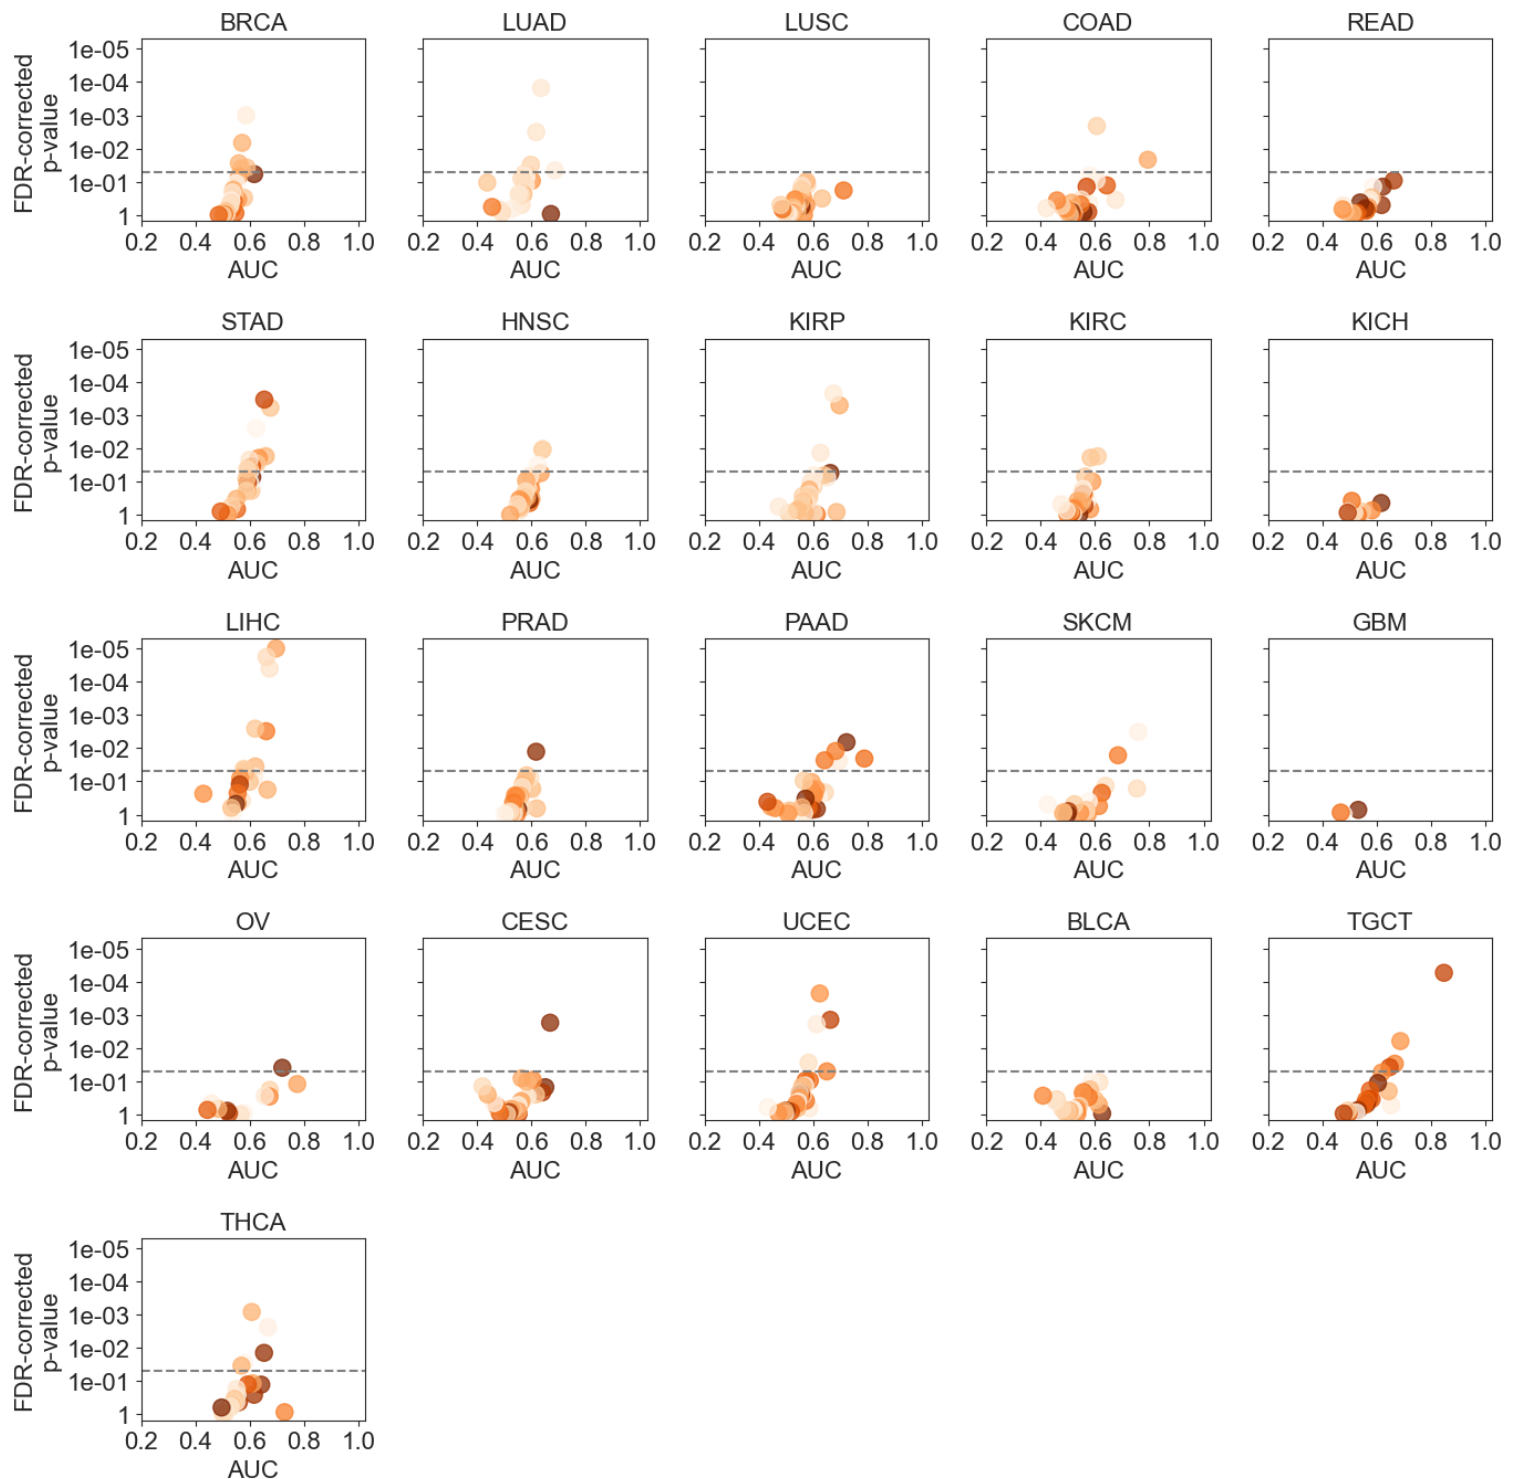 BRCA LUAD LUSC COAD READ
FDR-corrected
p-value
1e-05
1e-04
1e-03
1e-02
1e-01
1
0.2 0.4 0.6 0.8 1.0 0.2 0.4 0.6 0.8 1.0 0.2 0.4 0.6 0.8 1.0 0.2 0.4 0.6 0.8 1.0 0.2 0.4 0.6 0.8 1.0
AUC AUC AUC AUC AUC
STAD HNSC KIRP KIRC KICH
FDR-corrected
p-value
1e-05
1e-04
1e-03
1e-02
1e-01
1
0.2 0.4 0.6 0.8 1.0 0.2 0.4 0.6 0.8 1.0 0.2 0.4 0.6 0.8 1.0 0.2 0.4 0.6 0.8 1.0 0.2 0.4 0.6 0.8 1.0
AUC AUC AUC AUC AUC
LIHC PRAD PAAD SKCM GBM
FDR-corrected
p-value
1e-05
1e-04
1e-03
1e-02
1e-01
1
0.2 0.4 0.6 0.8 1.0 0.2 0.4 0.6 0.8 1.0 0.2 0.4 0.6 0.8 1.0 0.2 0.4 0.6 0.8 1.0 0.2 0.4 0.6 0.8 1.0
AUC AUC AUC AUC AUC
OV CESC UCEC BLCA TGCT
FDR-corrected
p-value
1e-05
1e-04
1e-03
1e-02
1e-01
1
0.2 0.4 0.6 0.8 1.0 0.2 0.4 0.6 0.8 1.0 0.2 0.4 0.6 0.8 1.0 0.2 0.4 0.6 0.8 1.0 0.2 0.4 0.6 0.8 1.0
AUC AUC AUC AUC AUC
THCA
FDR-corrected
p-value
1e-05
1e-04
1e-03
1e-02
1e-01
1
0.2 0.4 0.6 0.8 1.0
AUC